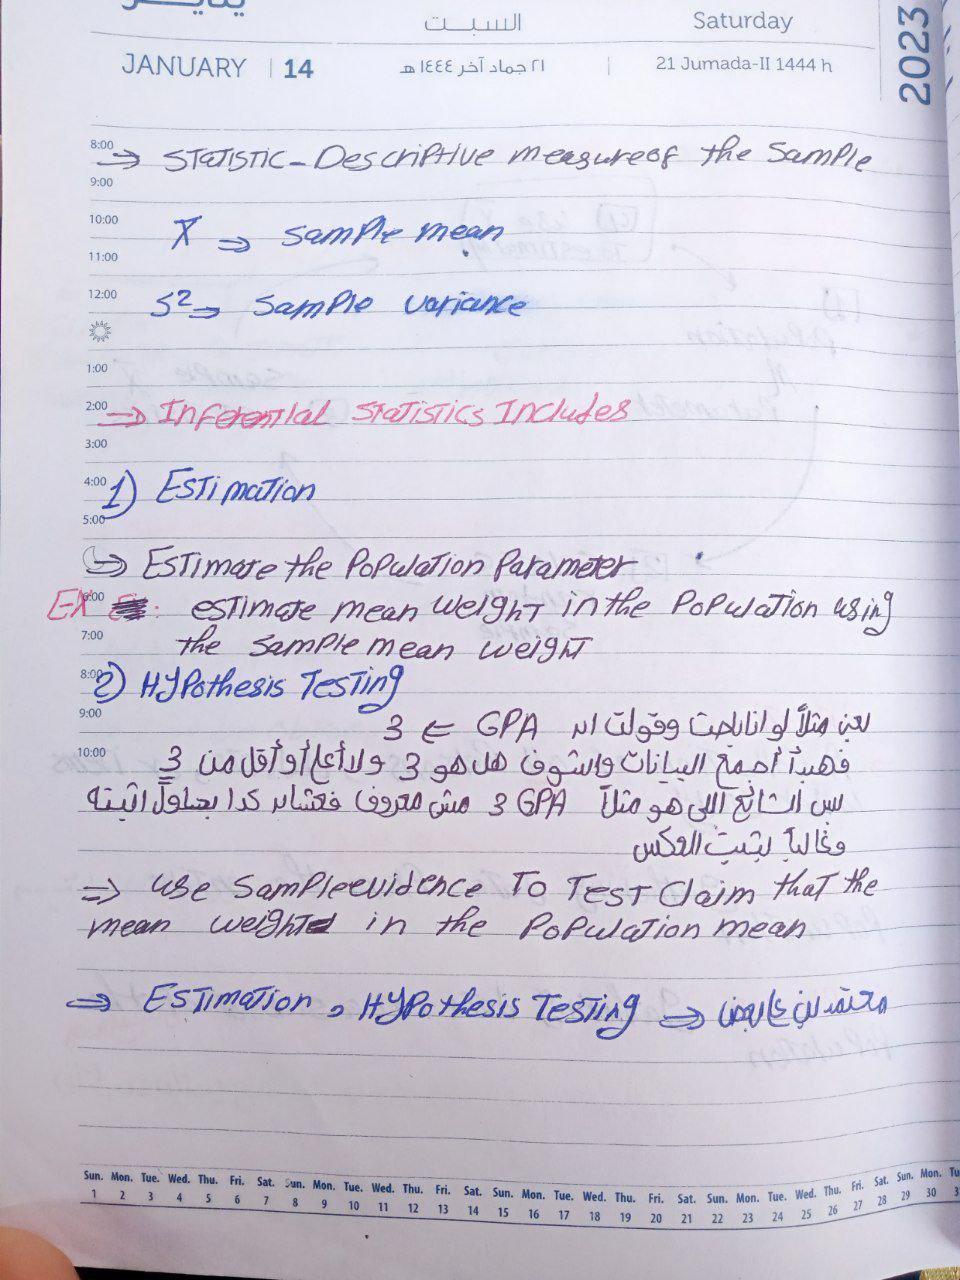 يناير
السبت
Saturday
2023
JANUARY | 14
٢١ جماد آخر ١٤٤٤ هـ
| 21 Jumada-II 1444 h
8:00
⇒ STATISTIC - Descriptive measure of the Sample
9:00
10:00
X̄ ⇒ Sample mean
11:00
12:00
S² ⇒ Sample variance
1:00
2:00
⇒ Inferential Statistics Includes
3:00
4:00
1) Estimation
5:00
↳ Estimate the Population Parameter
6:00
EX : estimate mean weight in the Population using
7:00
the sample mean weight
8:00
2) Hypothesis Testing
9:00
يعني مثلاً لو انا باحث وقولت ال GPA ⇐ 3
10:00
فهبدأ أجمع البيانات واشوف هل هو 3 ولا أعلى أو أقل من 3
بس الشائع اللي هو مثلاً GPA 3 مش معروف فعشان كدا بحاول اثبته
وغالباً بثبت العكس
⇒ use Sample evidence To Test Claim that the
mean weight in the Population mean
⇒ Estimation , Hypothesis Testing ⇒ معتمدين علي بعض
Sun. Mon. Tue. Wed. Thu. Fri. Sat. Sun. Mon. Tue. Wed. Thu. Fri. Sat. Sun. Mon. Tue. Wed. Thu. Fri. Sat. Sun. Mon. Tue. Wed. Thu. Fri. Sat. Sun. Mon. Tu
1 2 3 4 5 6 7 8 9 10 11 12 13 14 15 16 17 18 19 20 21 22 23 24 25 26 27 28 29 30 3